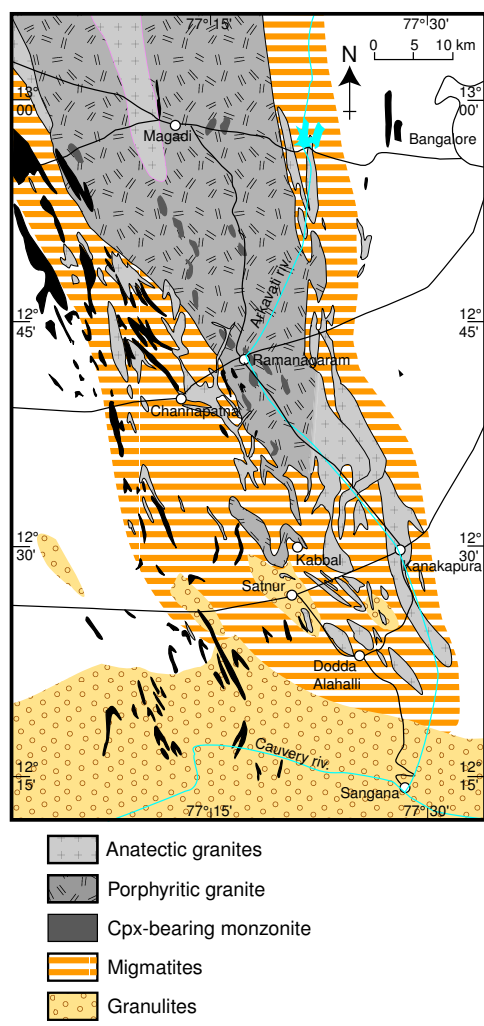 77° 15'
77° 30'
N
0 5 10 km
13°
00'
13°
00'
Magadi
Bangalore
Arkavati riv.
12°
45'
12°
45'
Ramanagaram
Channapatna
12°
30'
12°
30'
Kabbal
Kanakapura
Satnur
Dodda
Alahalli
Cauvery riv.
12°
15'
12°
15'
Sangana
77° 15'
77° 30'
Anatectic granites
Porphyritic granite
Cpx-bearing monzonite
Migmatites
Granulites